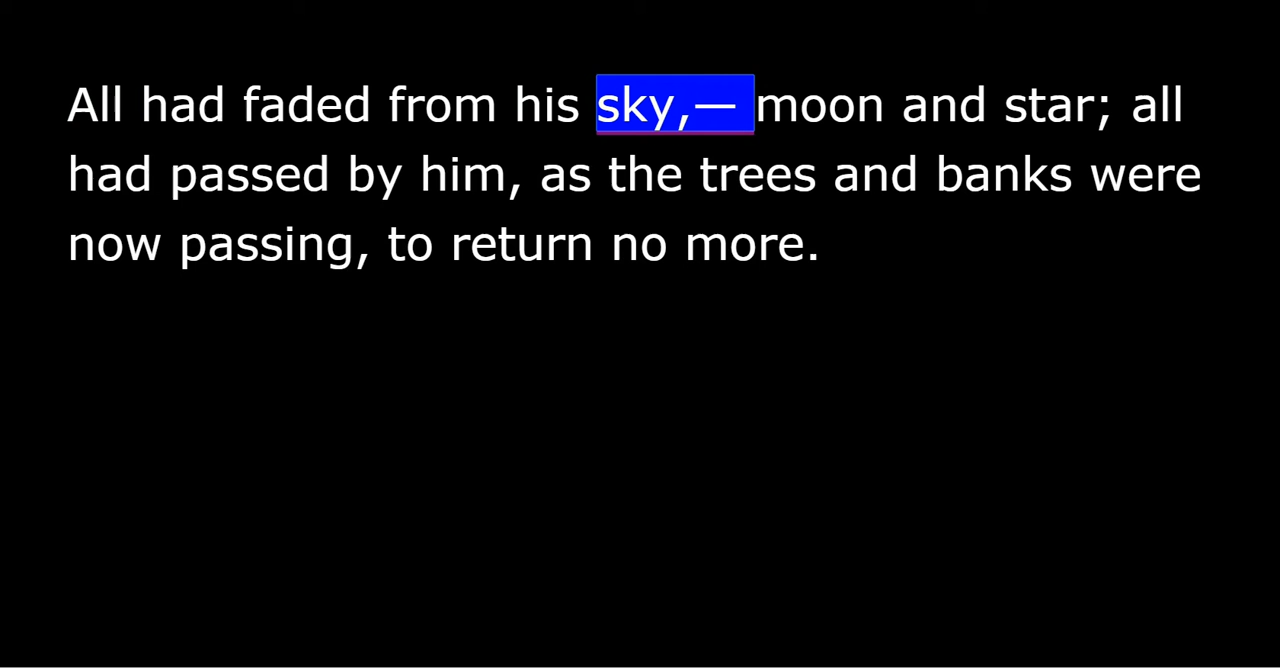 All had faded from his sky,— moon and star; all
had passed by him, as the trees and banks were
now passing, to return no more.